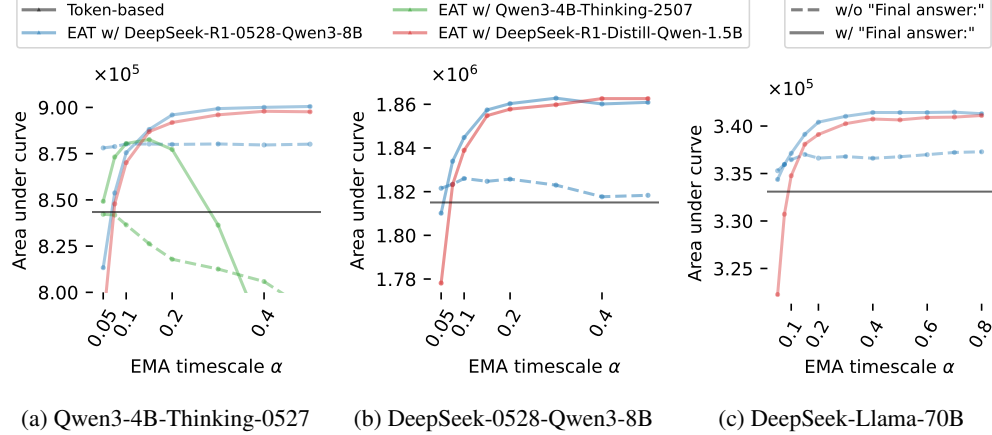 Token-based
EAT w/ DeepSeek-R1-0528-Qwen3-8B
EAT w/ Qwen3-4B-Thinking-2507
EAT w/ DeepSeek-R1-Distill-Qwen-1.5B
w/o "Final answer:"
w/ "Final answer:"
×10⁵
Area under curve
9.00
8.75
8.50
8.25
8.00
0.05
0.1
0.2
0.4
EMA timescale α
(a) Qwen3-4B-Thinking-0527
×10⁶
Area under curve
1.86
1.84
1.82
1.80
1.78
0.05
0.1
0.2
0.4
EMA timescale α
(b) DeepSeek-0528-Qwen3-8B
×10⁵
Area under curve
3.40
3.35
3.30
3.25
0.1
0.2
0.4
0.6
0.8
EMA timescale α
(c) DeepSeek-Llama-70B